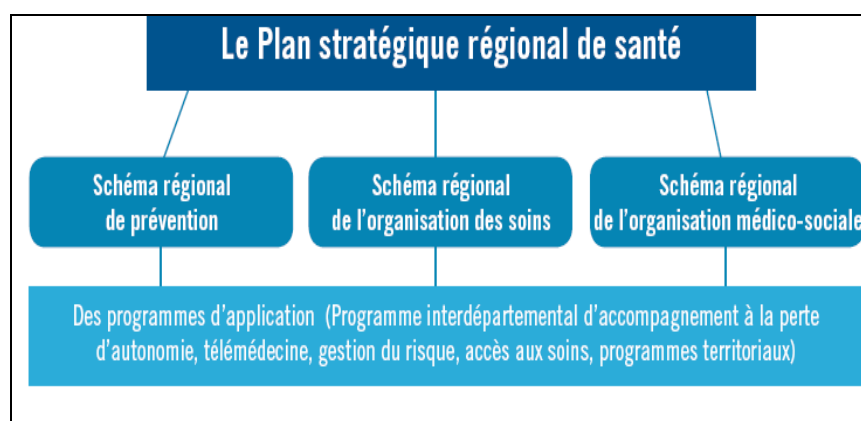 Le Plan stratégique régional de santé
Schéma régional
de prévention
Schéma régional
de l'organisation des soins
Schéma régional
de l'organisation médico-sociale
Des programmes d'application (Programme interdépartemental d'accompagnement à la perte
d'autonomie, télémédecine, gestion du risque, accès aux soins, programmes territoriaux)